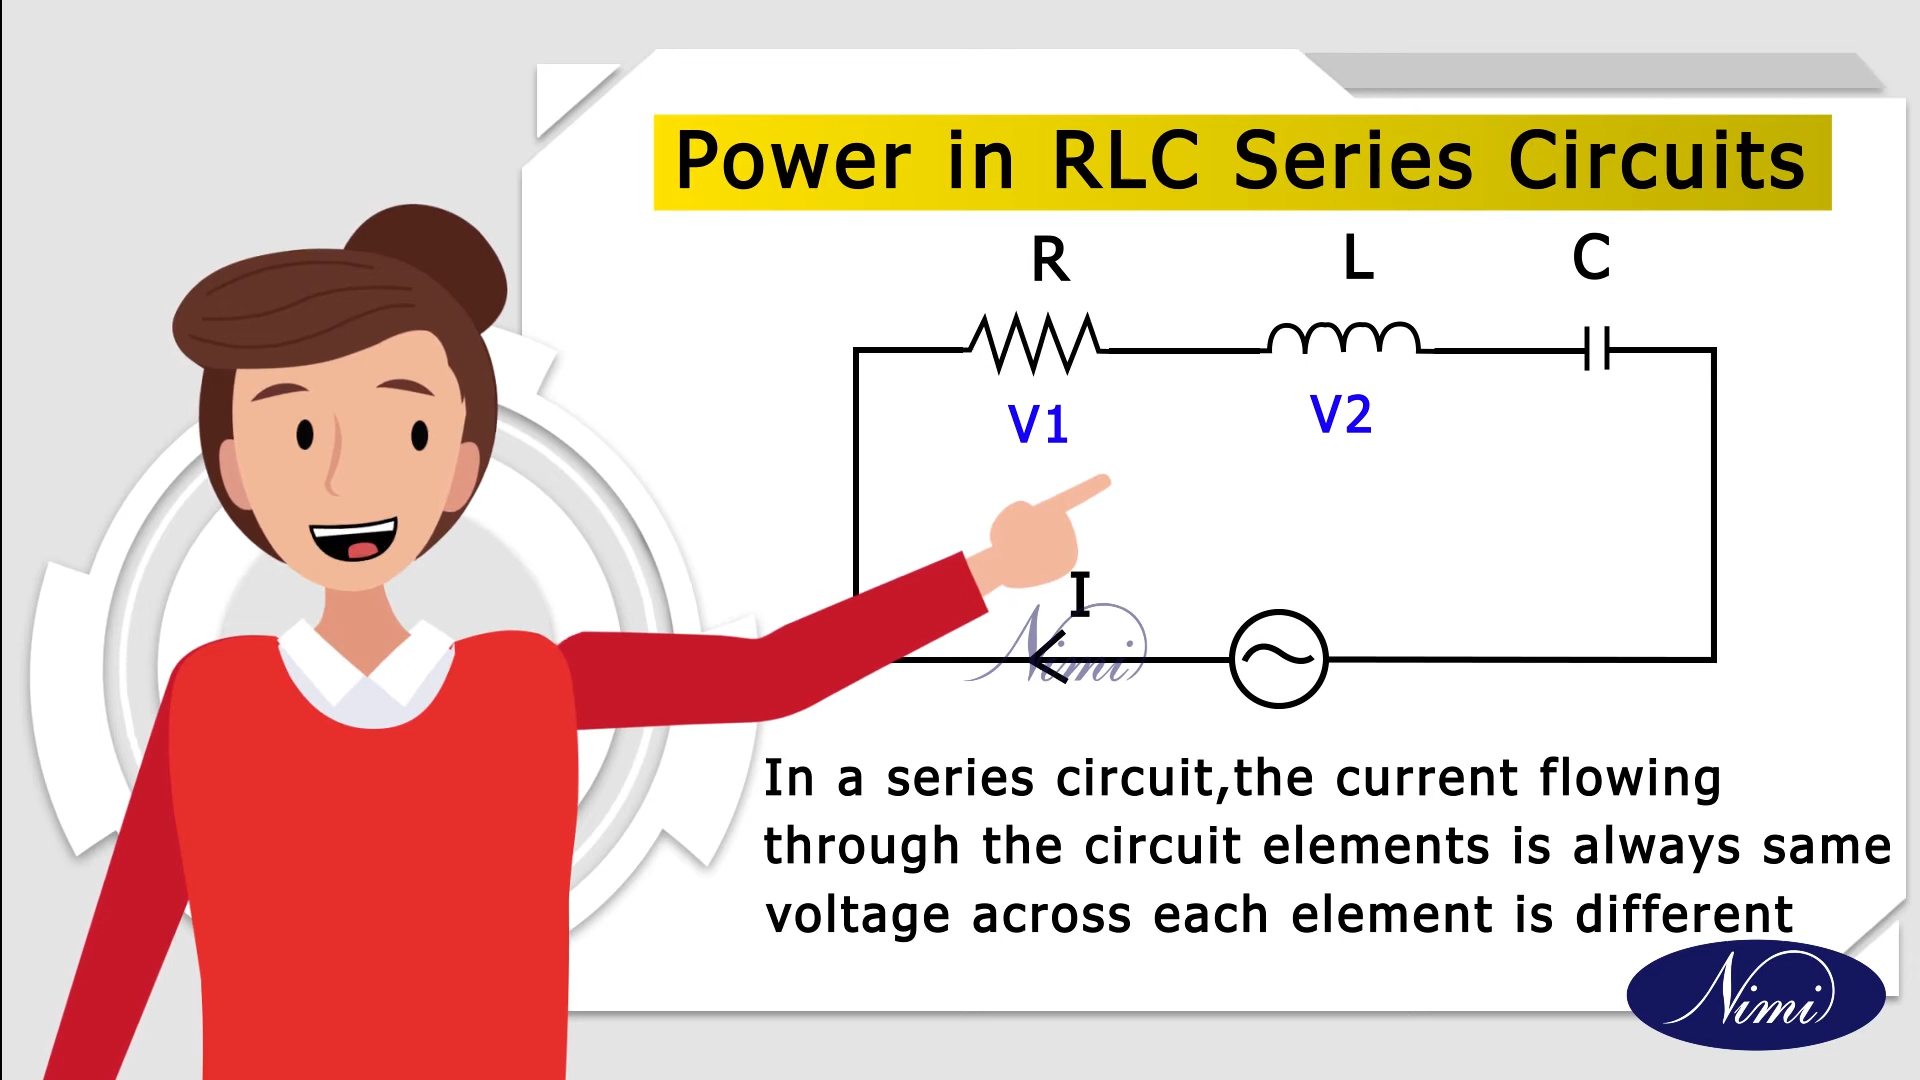 Power in RLC Series Circuits
R L C
V1 V2
I
Nimi
In a series circuit,the current flowing
through the circuit elements is always same
voltage across each element is different
Nimi